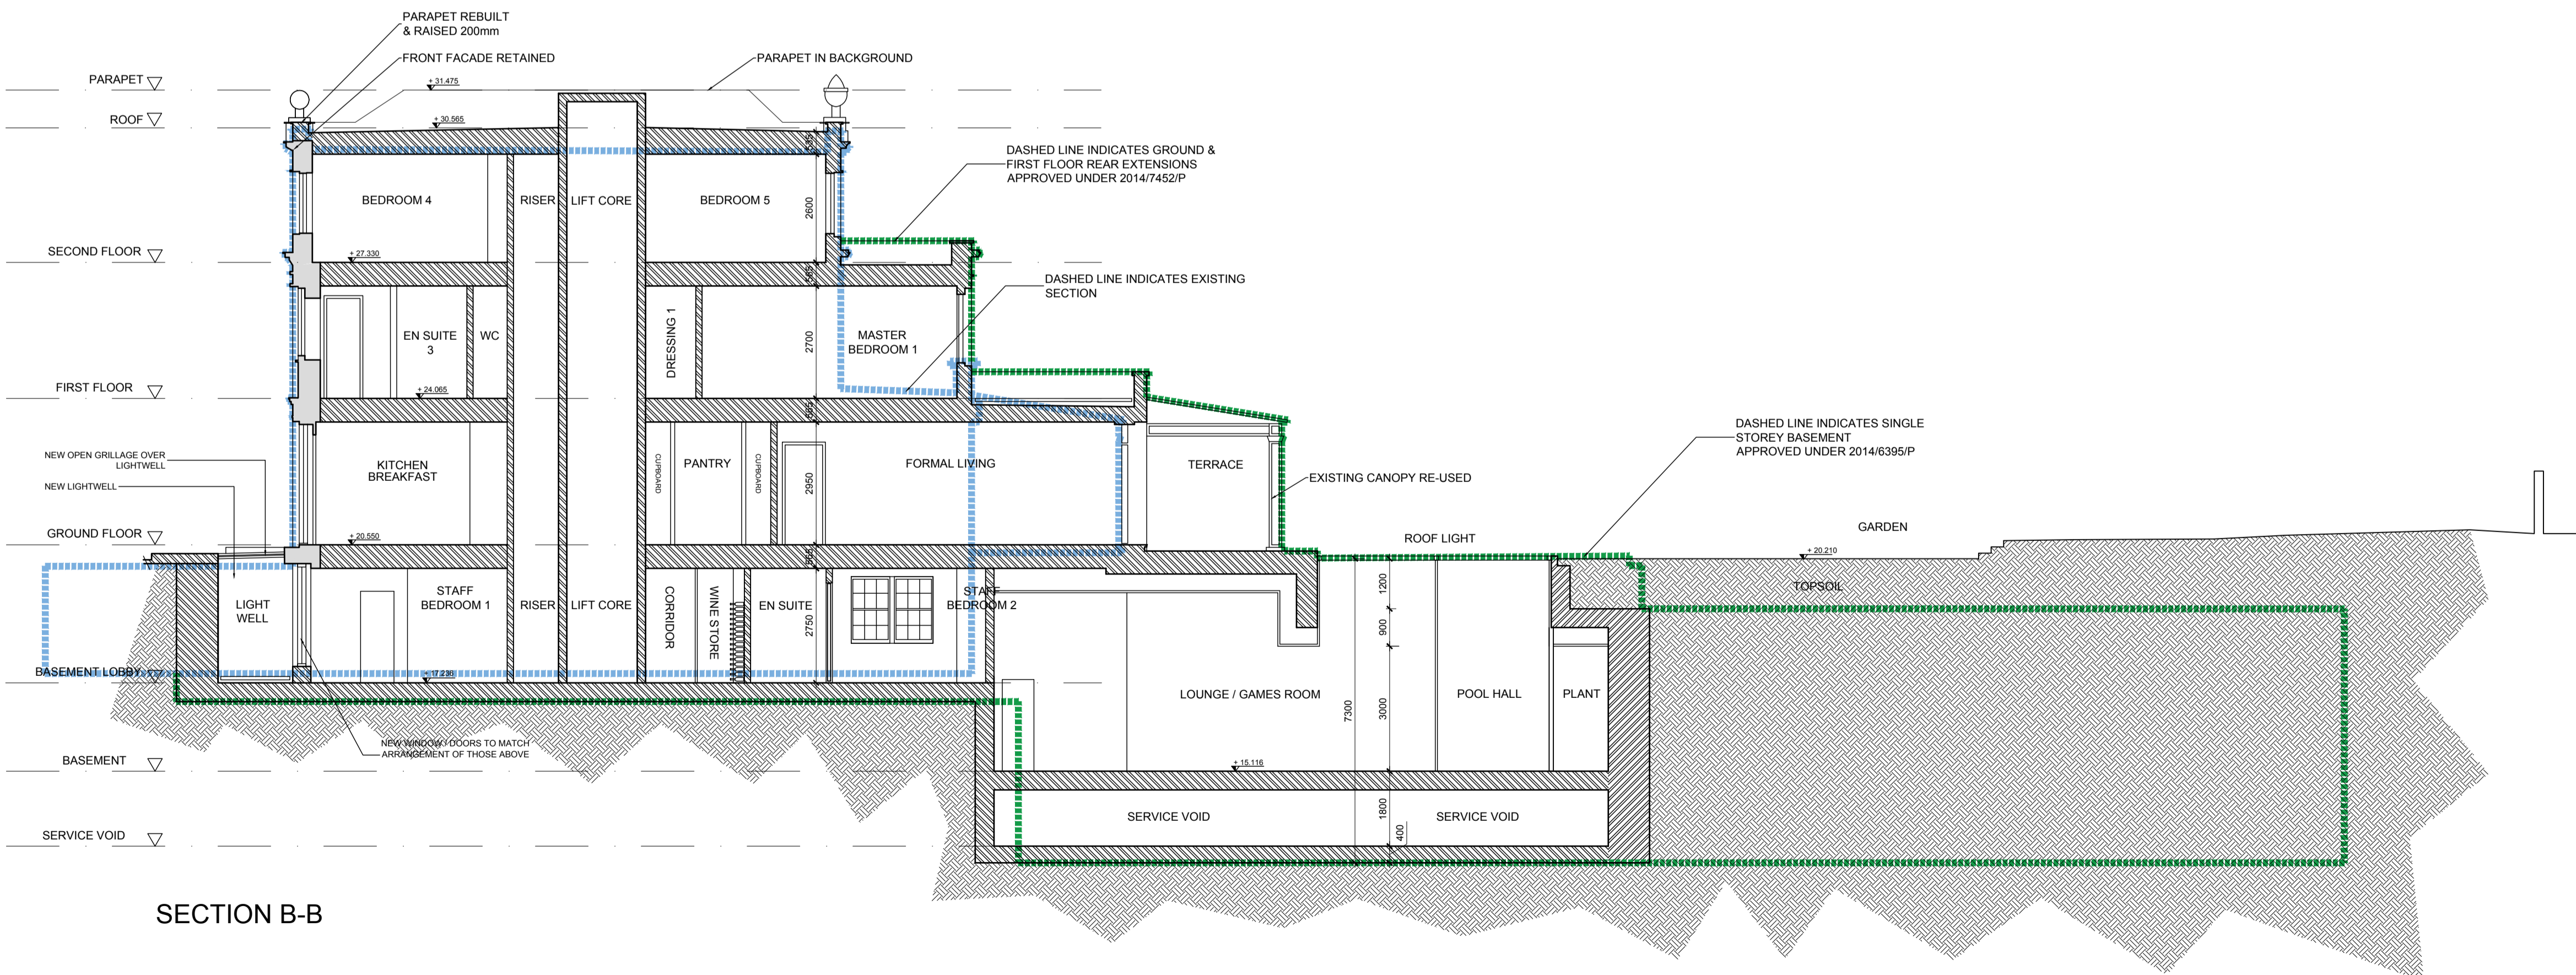 PARAPET REBUILT
& RAISED 200mm
FRONT FACADE RETAINED
PARAPET IN BACKGROUND
PARAPET
+ 31.475
ROOF
+ 30.565
535
DASHED LINE INDICATES GROUND &
FIRST FLOOR REAR EXTENSIONS
APPROVED UNDER 2014/7452/P
BEDROOM 4
RISER
LIFT CORE
BEDROOM 5
2600
SECOND FLOOR
+ 27.330
565
DASHED LINE INDICATES EXISTING
SECTION
EN SUITE
3
WC
DRESSING 1
2700
MASTER
BEDROOM 1
FIRST FLOOR
+ 24.065
565
DASHED LINE INDICATES SINGLE
STOREY BASEMENT
APPROVED UNDER 2014/6395/P
NEW OPEN GRILLAGE OVER
LIGHTWELL
NEW LIGHTWELL
KITCHEN
BREAKFAST
CUPBOARD
PANTRY
CUPBOARD
2950
FORMAL LIVING
TERRACE
EXISTING CANOPY RE-USED
GROUND FLOOR
+ 20.550
565
ROOF LIGHT
GARDEN
+ 20.210
TOPSOIL
LIGHT
WELL
STAFF
BEDROOM 1
RISER
LIFT CORE
CORRIDOR
WINE STORE
EN SUITE
2750
STAFF
BEDROOM 2
1200
900
BASEMENT LOBBY
+ 17.236
LOUNGE / GAMES ROOM
7300
3000
POOL HALL
PLANT
NEW WINDOW / DOORS TO MATCH
ARRANGEMENT OF THOSE ABOVE
BASEMENT
+ 15.116
SERVICE VOID
SERVICE VOID
1800
400
SERVICE VOID
SECTION B-B